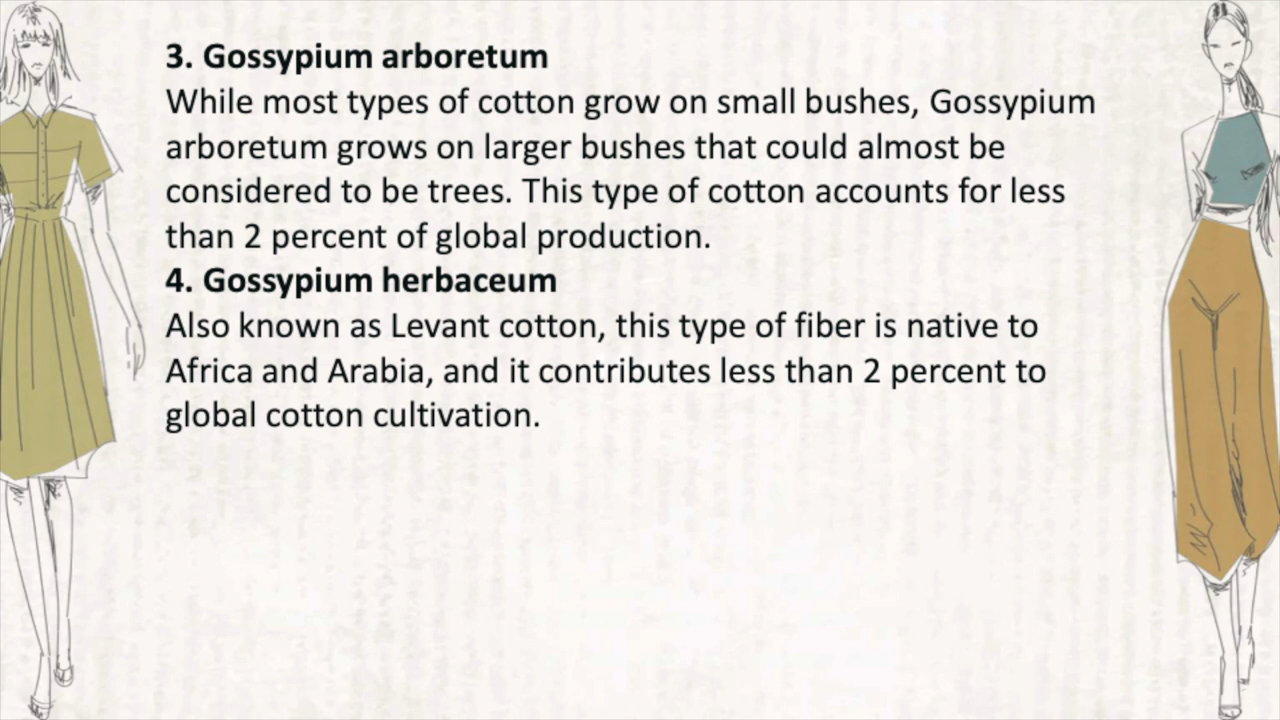 3. Gossypium arboretum
While most types of cotton grow on small bushes, Gossypium
arboretum grows on larger bushes that could almost be
considered to be trees. This type of cotton accounts for less
than 2 percent of global production.
4. Gossypium herbaceum
Also known as Levant cotton, this type of fiber is native to
Africa and Arabia, and it contributes less than 2 percent to
global cotton cultivation.